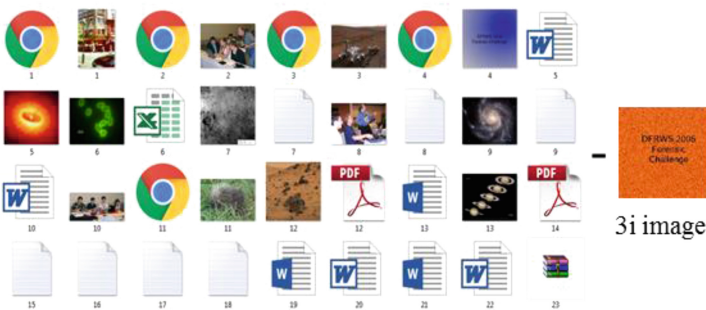 1 1 2 2 3 3 4 4 5
5 6 6 7 7 8 8 9 9
DFRWS 2006
Forensic
Challenge
PDF PDF
10 10 11 11 12 12 13 13 14
3i image
15 16 17 18 19 20 21 22 23